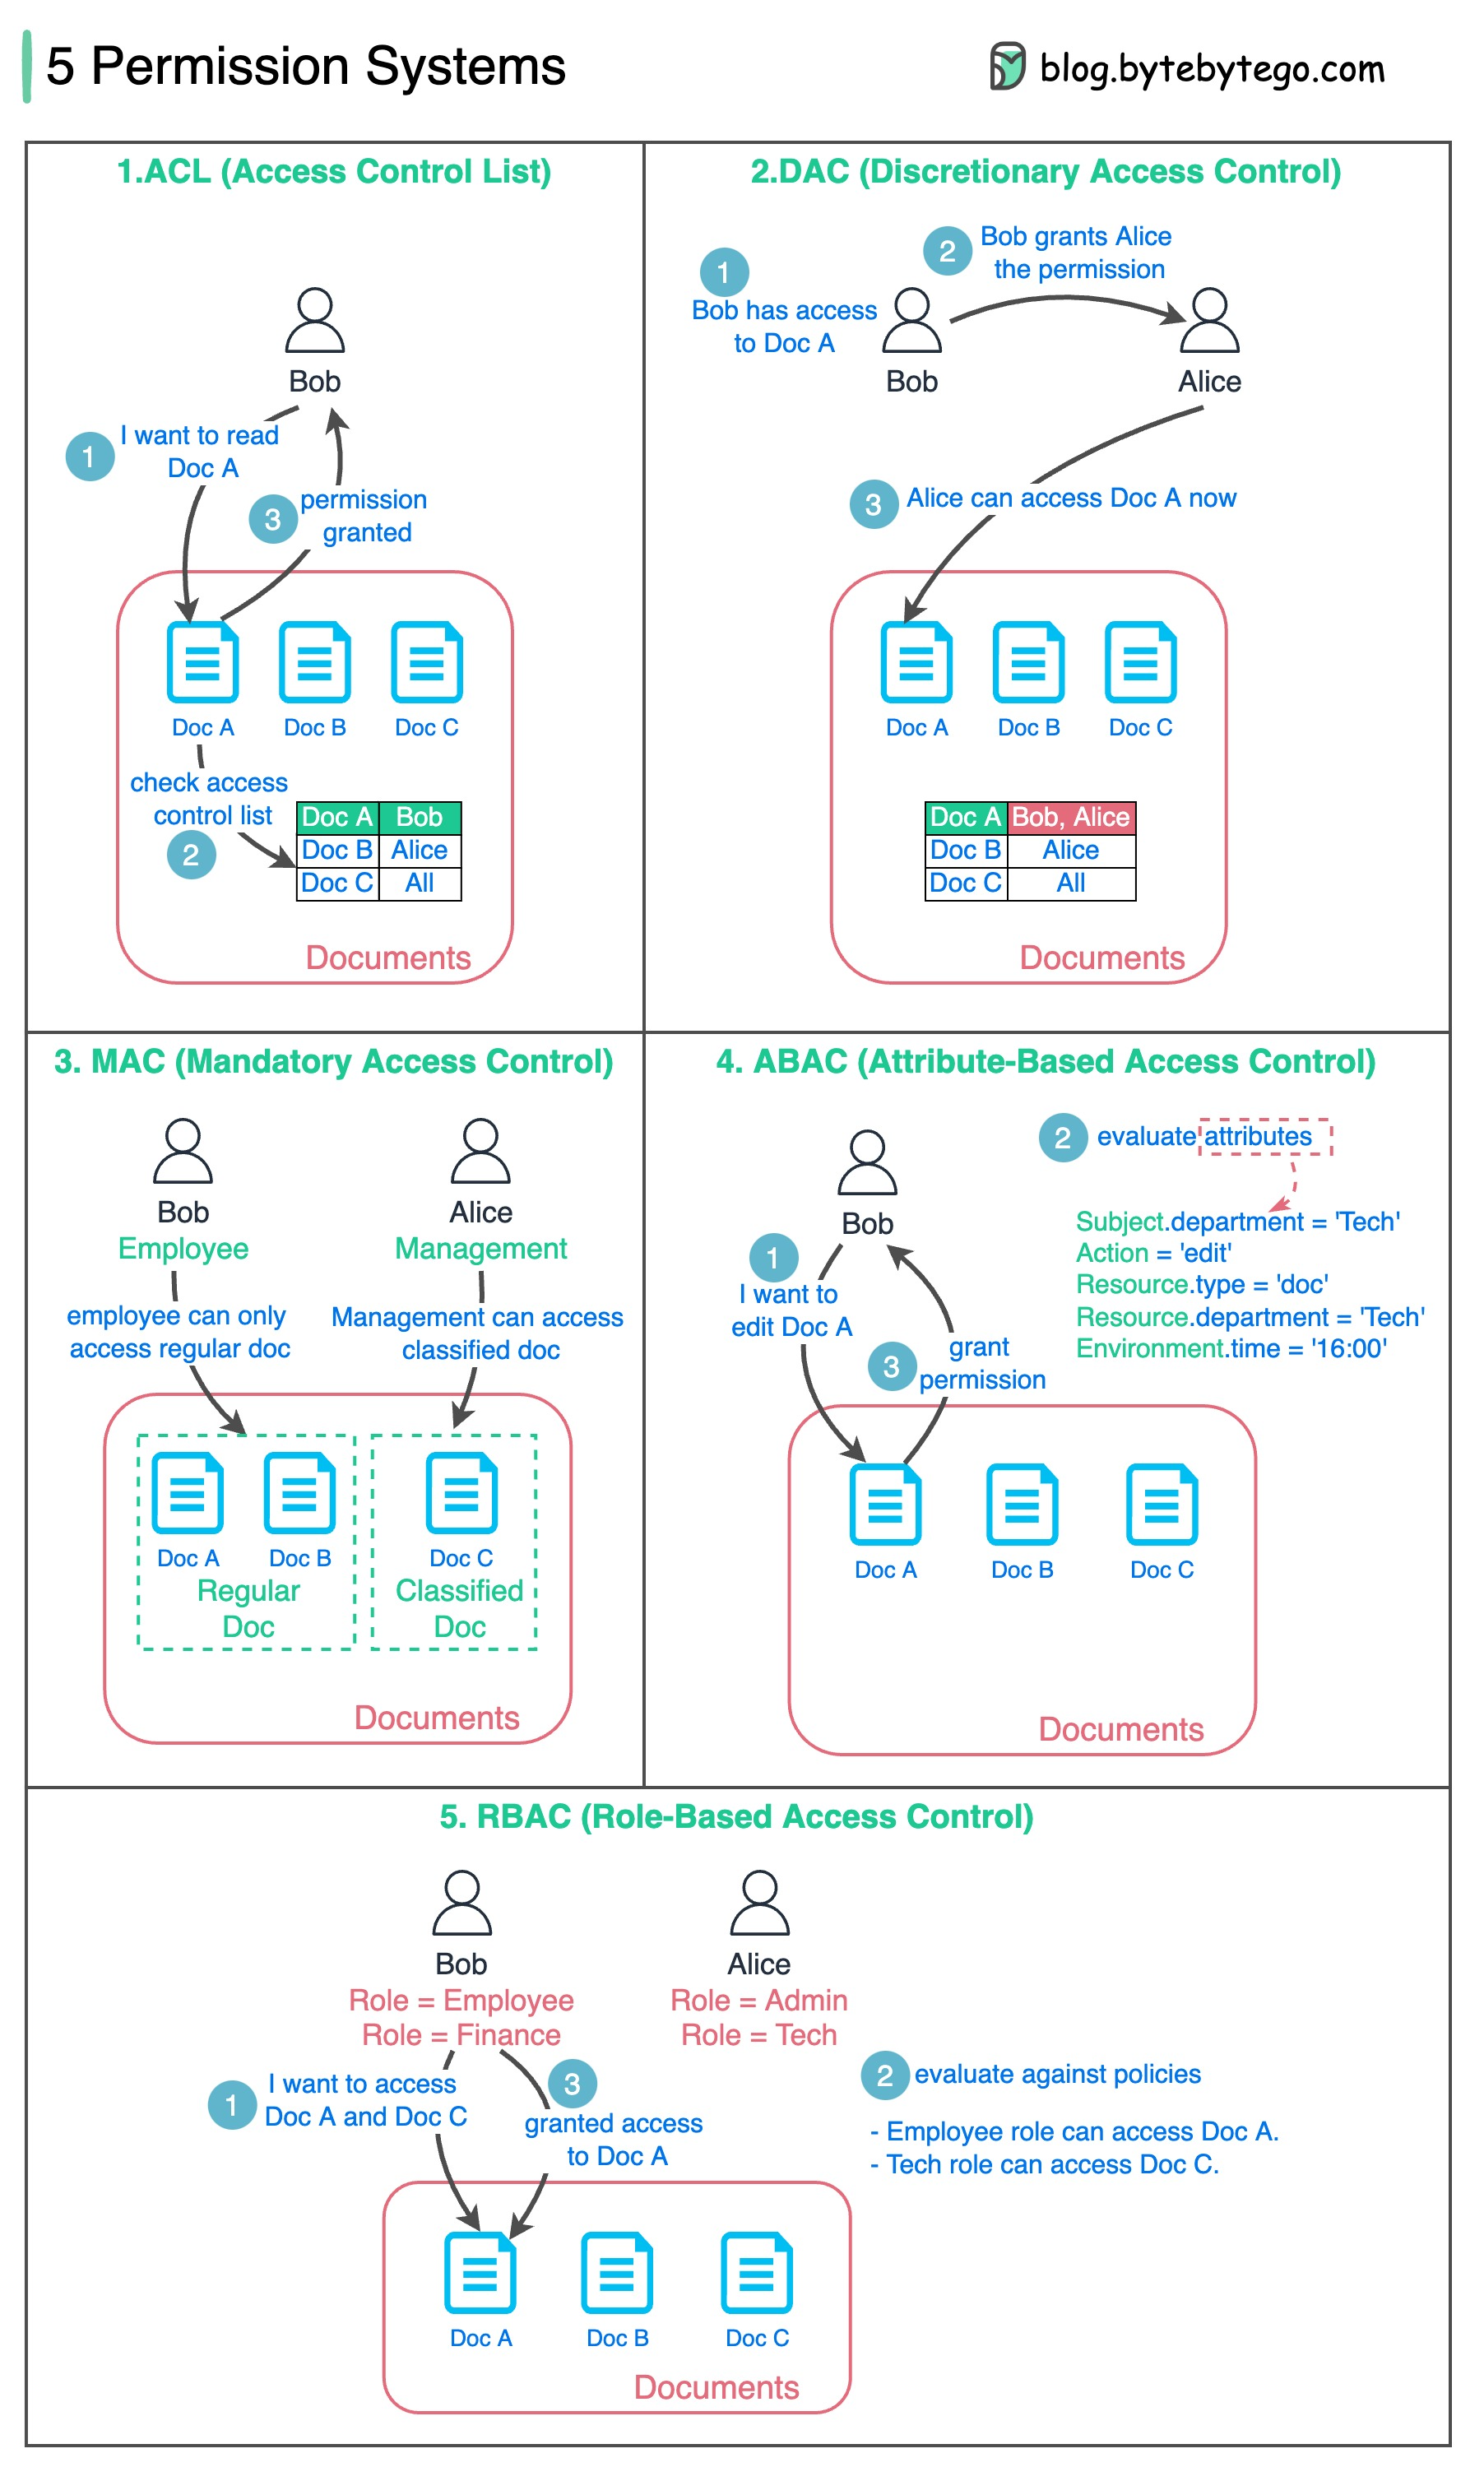 5 Permission Systems
blog.bytebytego.com
1.ACL (Access Control List)
Bob
1
I want to read
Doc A
3
permission
granted
Doc A
Doc B
Doc C
check access
control list
2
Doc A Bob
Doc B Alice
Doc C All
Documents
2.DAC (Discretionary Access Control)
1
Bob has access
to Doc A
2
Bob grants Alice
the permission
Bob
Alice
3
Alice can access Doc A now
Doc A
Doc B
Doc C
Doc A Bob, Alice
Doc B Alice
Doc C All
Documents
3. MAC (Mandatory Access Control)
Bob
Employee
employee can only
access regular doc
Alice
Management
Management can access
classified doc
Doc A
Doc B
Regular
Doc
Doc C
Classified
Doc
Documents
4. ABAC (Attribute-Based Access Control)
Bob
1
I want to
edit Doc A
2
evaluate attributes
Subject.department = 'Tech'
Action = 'edit'
Resource.type = 'doc'
Resource.department = 'Tech'
Environment.time = '16:00'
3
grant
permission
Doc A
Doc B
Doc C
Documents
5. RBAC (Role-Based Access Control)
Bob
Role = Employee
Role = Finance
Alice
Role = Admin
Role = Tech
1
I want to access
Doc A and Doc C
3
granted access
to Doc A
2
evaluate against policies
- Employee role can access Doc A.
- Tech role can access Doc C.
Doc A
Doc B
Doc C
Documents